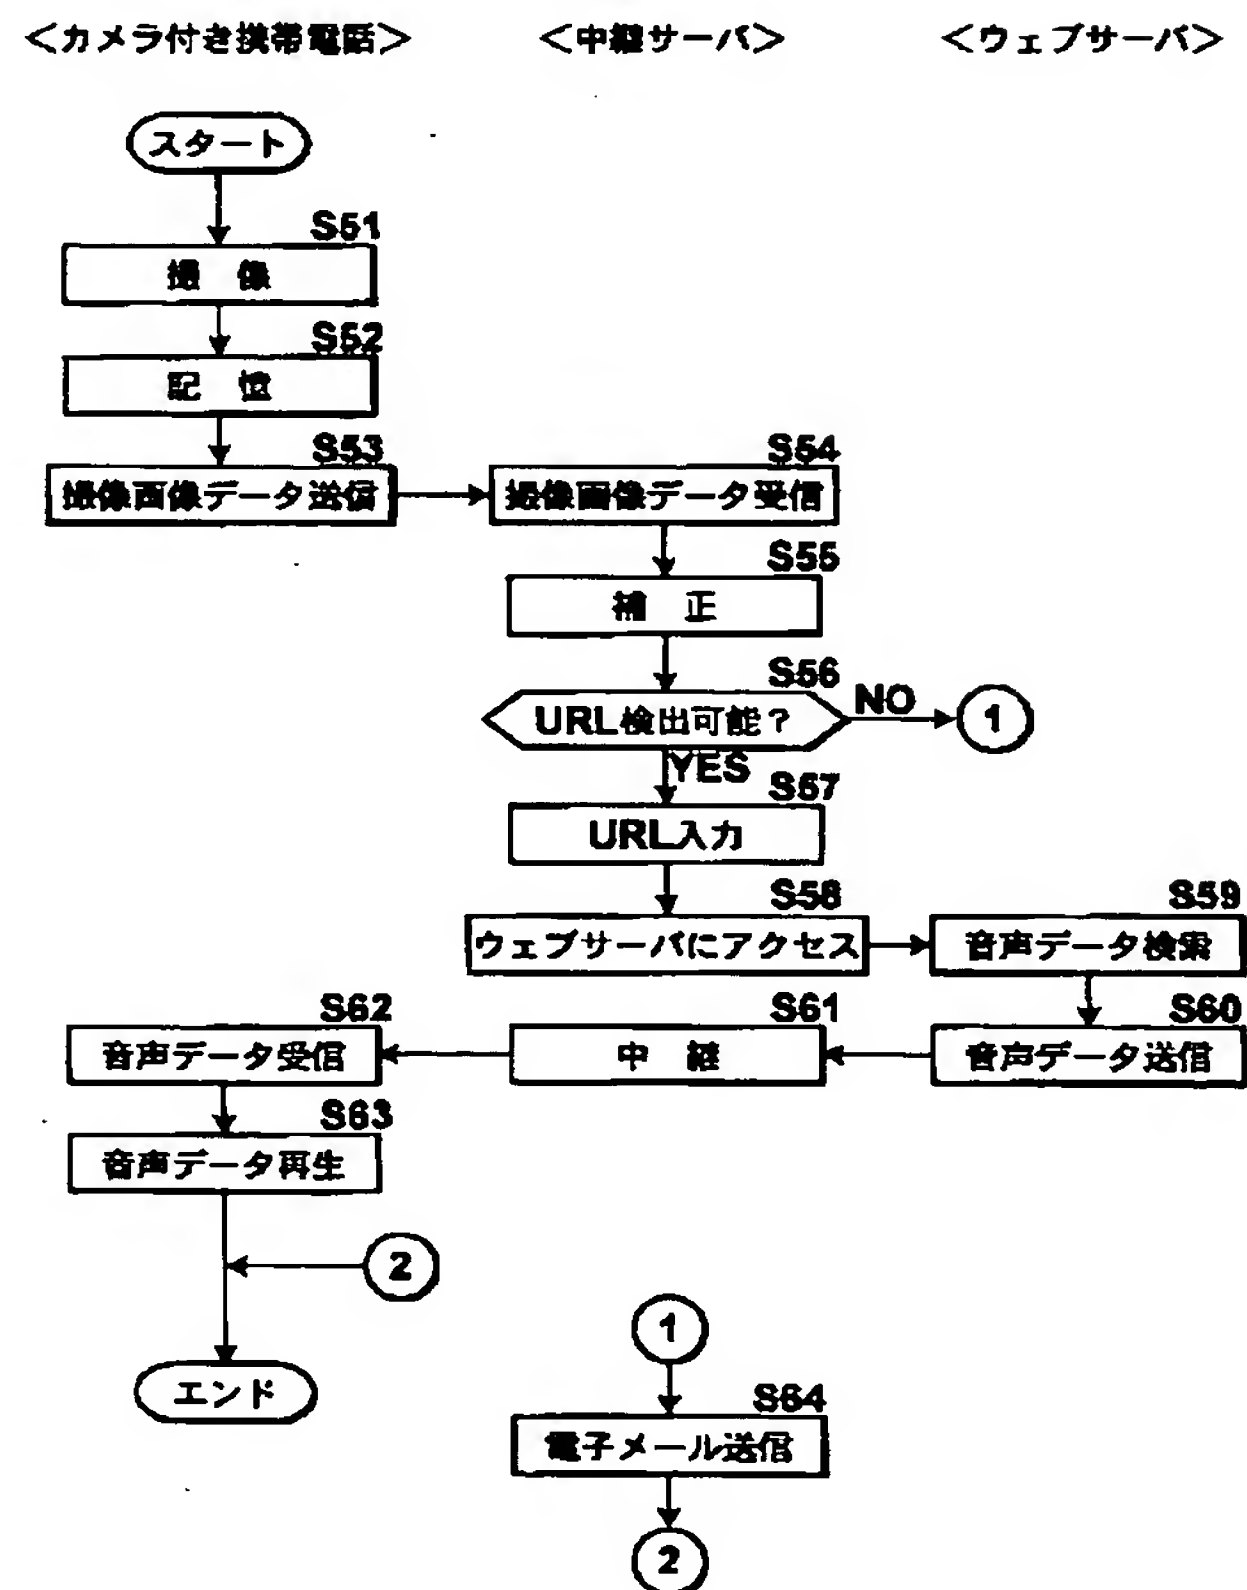 ＜カメラ付き携帯電話＞ ＜中継サーバ＞ ＜ウェブサーバ＞
スタート
S51
撮 像
S52
記 憶
S53
撮像画像データ送信
S54
撮像画像データ受信
S55
補 正
S56
URL検出可能？
NO
1
YES
S57
URL入力
S58
ウェブサーバにアクセス
S59
音声データ検索
S60
音声データ送信
S61
中 継
S62
音声データ受信
S63
音声データ再生
2
エンド
1
S64
電子メール送信
2